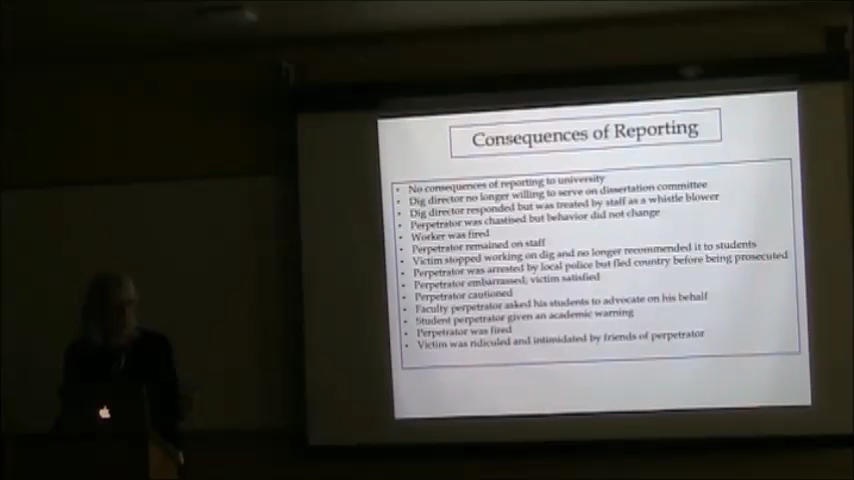 Consequences of Reporting
• No consequences of reporting to university
• Dig director no longer willing to serve on dissertation committee
• Dig director responded but was treated by staff as a whistle blower
• Perpetrator was chastised but behavior did not change
• Worker was fired
• Perpetrator remained on staff
• Victim stopped working on dig and no longer recommended it to students
• Perpetrator was arrested by local police but fled country before being prosecuted
• Perpetrator embarrassed; victim satisfied
• Perpetrator cautioned
• Faculty perpetrator asked his students to advocate on his behalf
• Student perpetrator given an academic warning
• Perpetrator was fired
• Victim was ridiculed and intimidated by friends of perpetrator